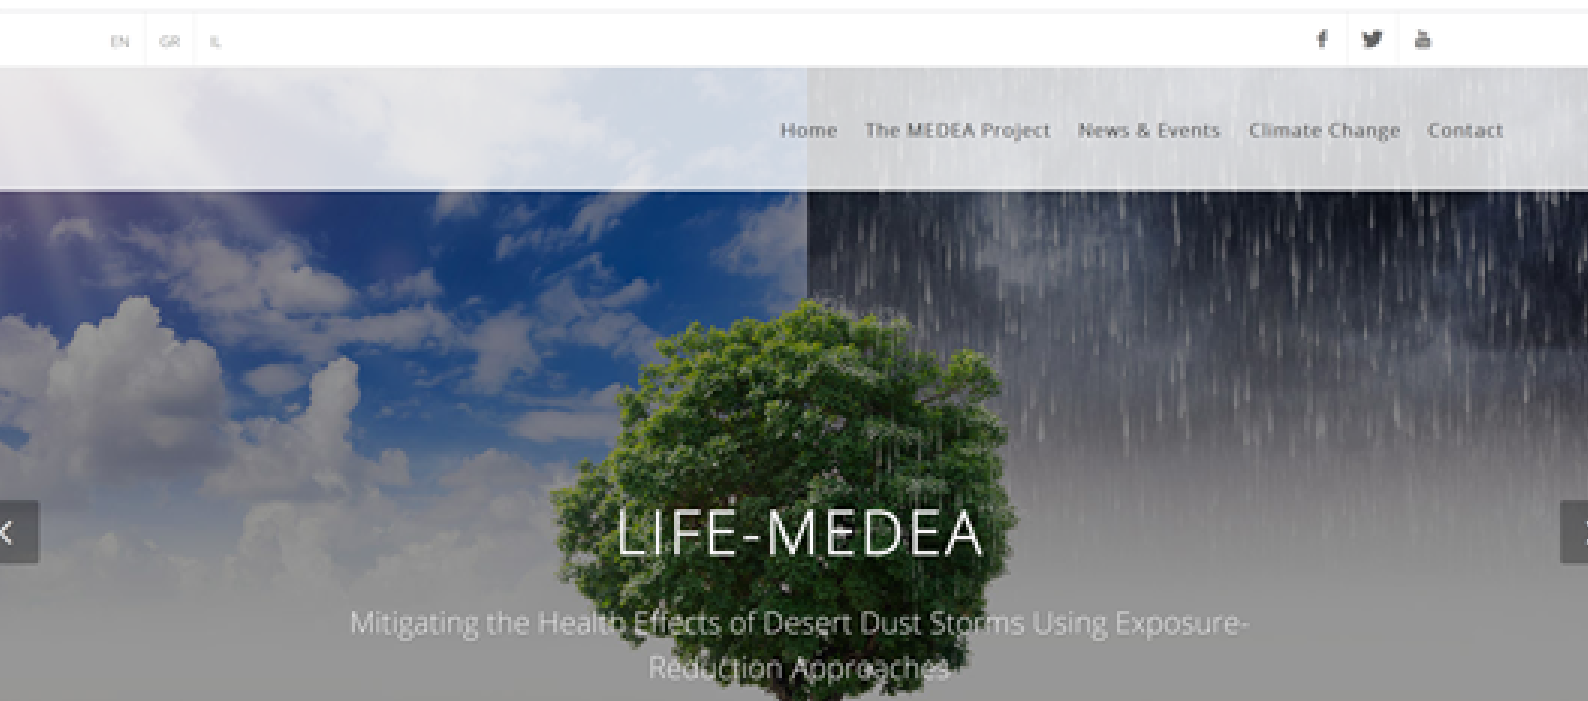 EN GR IL
Home The MEDEA Project News & Events Climate Change Contact
LIFE-MEDEA
Mitigating the Health Effects of Desert Dust Storms Using Exposure-
Reduction Approaches